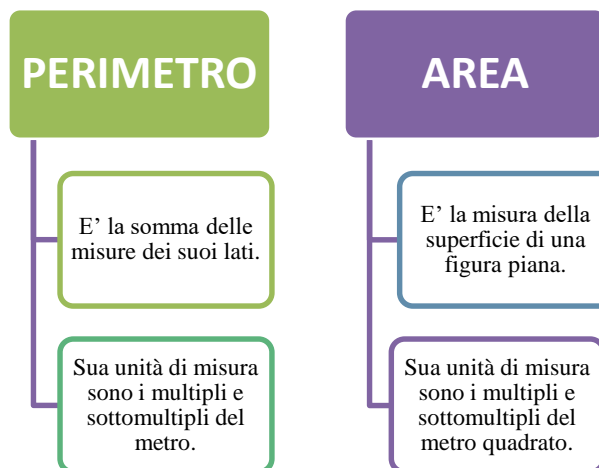 PERIMETRO
E’ la somma delle
misure dei suoi lati.
Sua unità di misura
sono i multipli e
sottomultipli del
metro.
AREA
E’ la misura della
superficie di una
figura piana.
Sua unità di misura
sono i multipli e
sottomultipli del
metro quadrato.